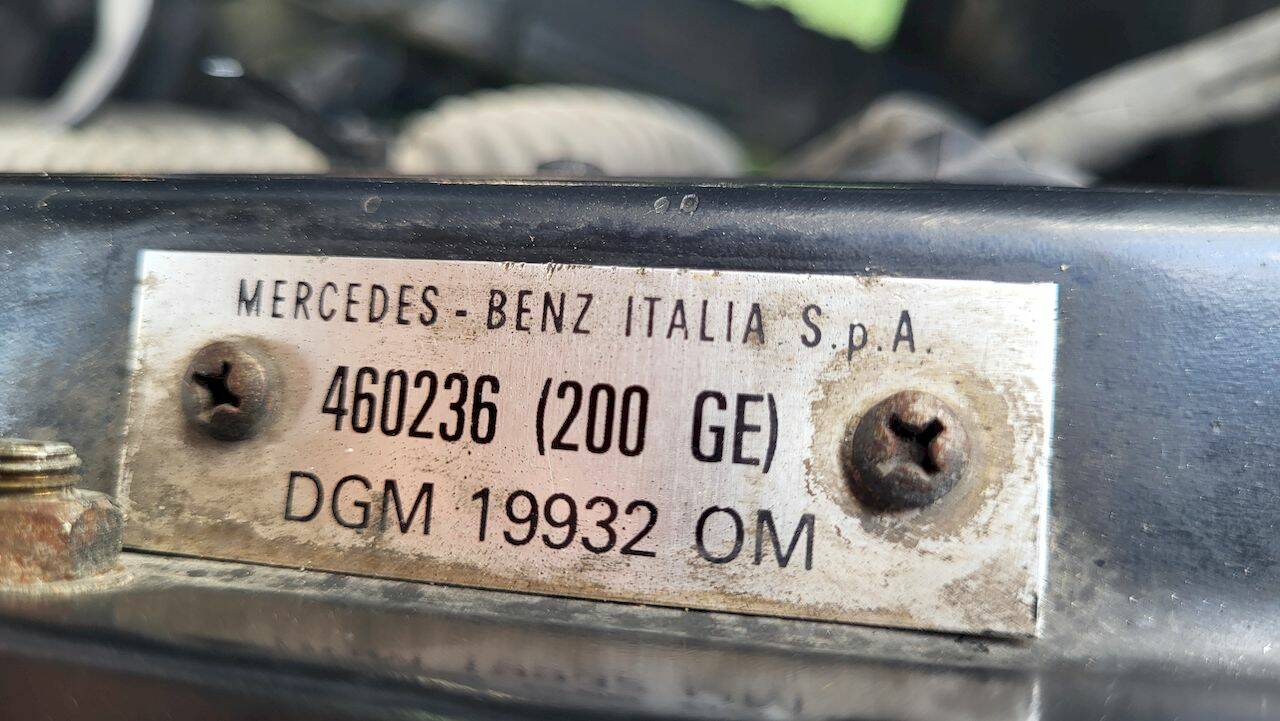 MERCEDES - BENZ ITALIA S.p.A.
460236 (200 GE)
DGM 19932 OM